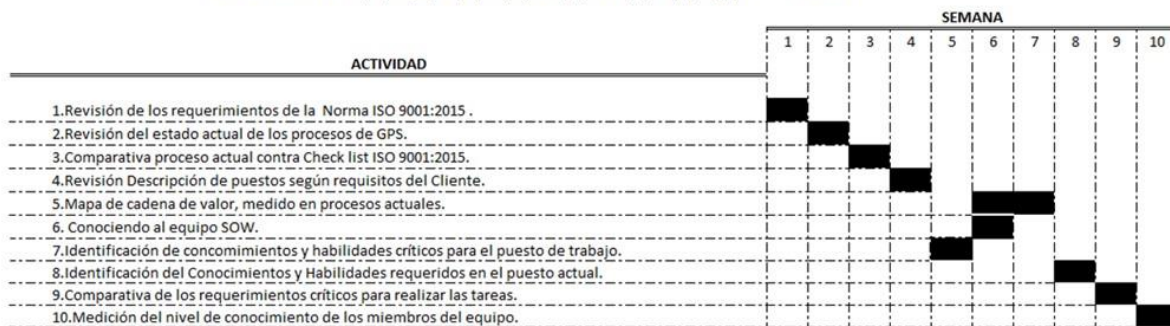 SEMANA
1 2 3 4 5 6 7 8 9 10
ACTIVIDAD
1.Revisión de los requerimientos de la Norma ISO 9001:2015 .
2.Revisión del estado actual de los procesos de GPS.
3.Comparativa proceso actual contra Check list ISO 9001:2015.
4.Revisión Descripción de puestos según requisitos del Cliente.
5.Mapa de cadena de valor, medido en procesos actuales.
6. Conociendo al equipo SOW.
7.Identificación de concomimientos y habilidades críticos para el puesto de trabajo.
8.Identificación del Conocimientos y Habilidades requeridos en el puesto actual.
9.Comparativa de los requerimientos críticos para realizar las tareas.
10.Medición del nivel de conocimiento de los miembros del equipo.